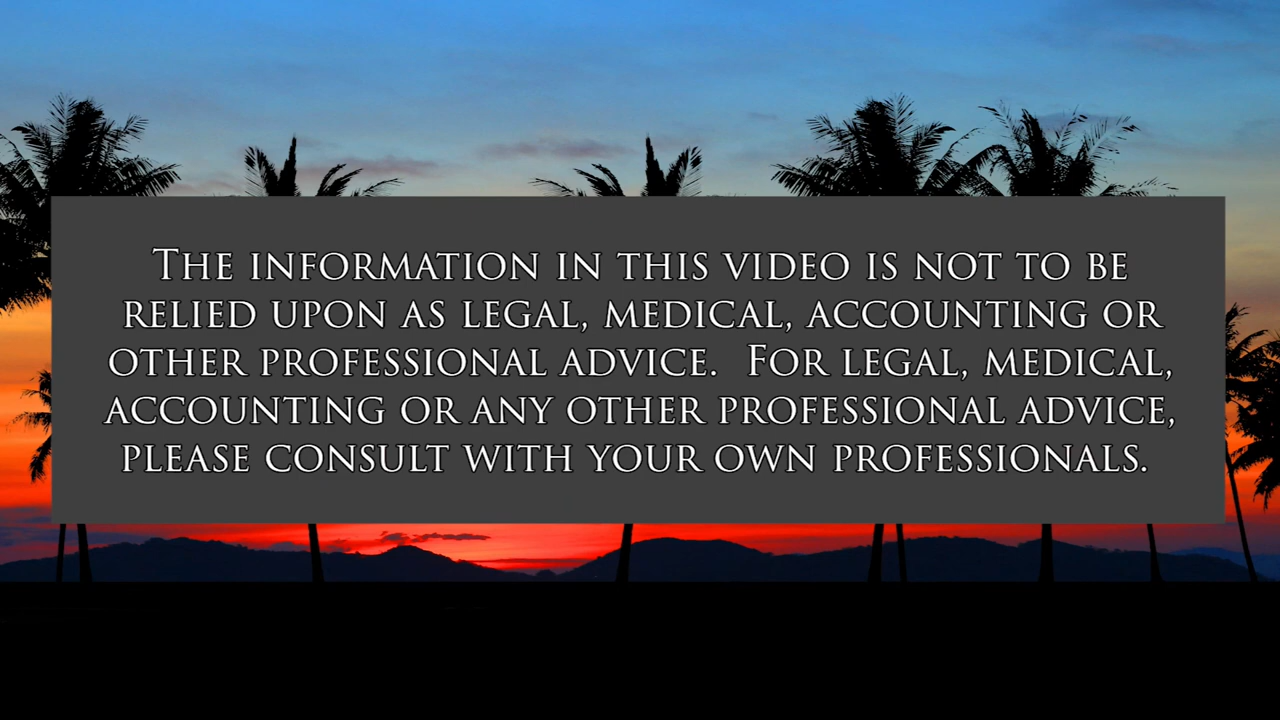 The information in this video is not to be
relied upon as legal, medical, accounting or
other professional advice.  For legal, medical,
accounting or any other professional advice,
please consult with your own professionals.